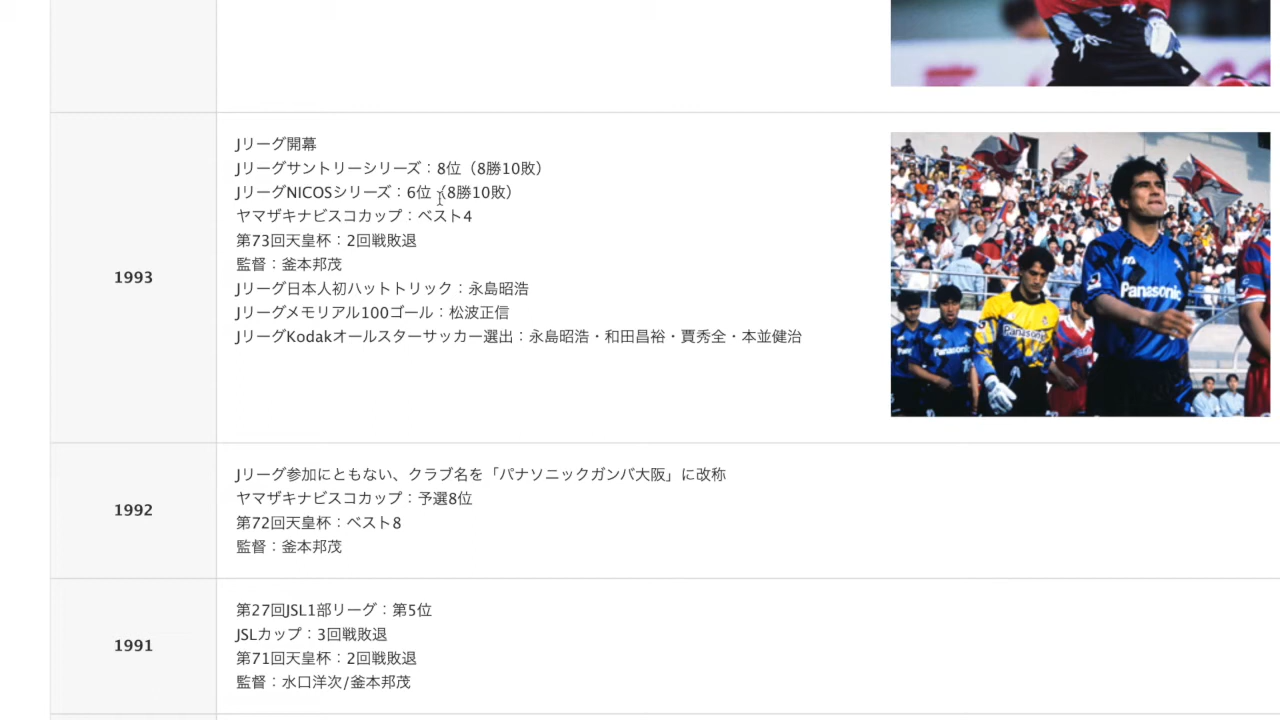 1993
Jリーグ開幕
Jリーグサントリーシリーズ：8位（8勝10敗）
JリーグNICOSシリーズ：6位（8勝10敗）
ヤマザキナビスコカップ：ベスト4
第73回天皇杯：2回戦敗退
監督：釜本邦茂
Jリーグ日本人初ハットトリック：永島昭浩
Jリーグメモリアル100ゴール：松波正信
JリーグKodakオールスターサッカー選出：永島昭浩・和田昌裕・賈秀全・本並健治
Panasonic
Panasonic
Panasonic
1992
Jリーグ参加にともない、クラブ名を「パナソニックガンバ大阪」に改称
ヤマザキナビスコカップ：予選8位
第72回天皇杯：ベスト8
監督：釜本邦茂
1991
第27回JSL1部リーグ：第5位
JSLカップ：3回戦敗退
第71回天皇杯：2回戦敗退
監督：水口洋次/釜本邦茂